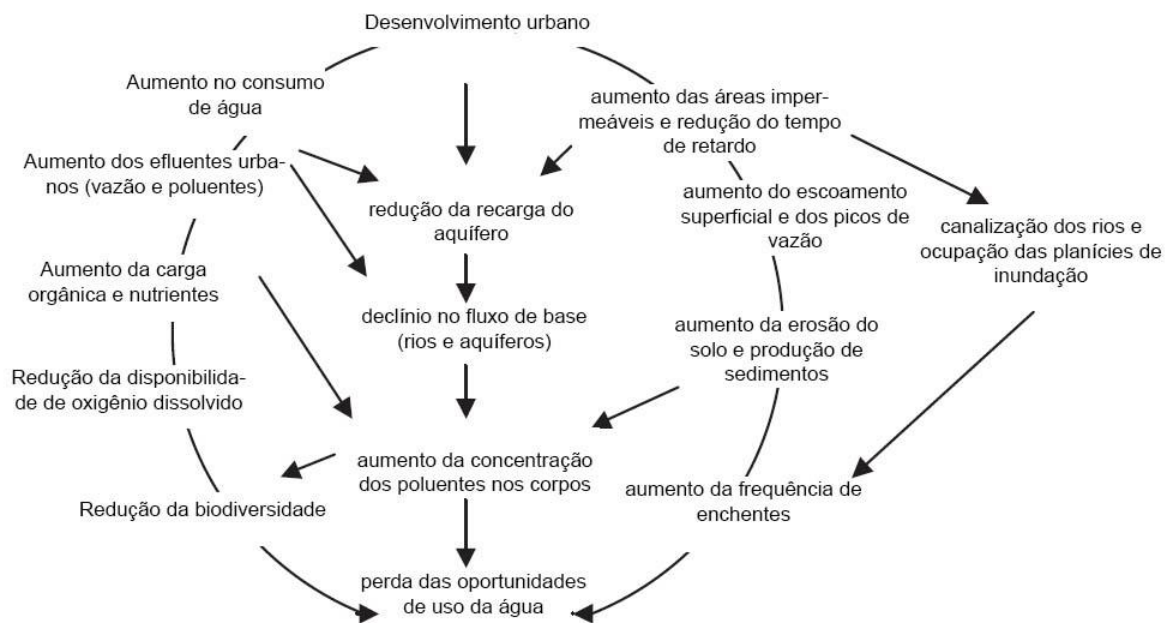 Desenvolvimento urbano
Aumento no consumo
de água
aumento das áreas imper-
meáveis e redução do tempo
de retardo
Aumento dos efluentes urba-
nos (vazão e poluentes)
redução da recarga do
aquífero
aumento do escoamento
superficial e dos picos de
vazão
canalização dos rios e
ocupação das planícies de
inundação
Aumento da carga
orgânica e nutrientes
declínio no fluxo de base
(rios e aquíferos)
aumento da erosão do
solo e produção de
sedimentos
Redução da disponibilida-
de de oxigênio dissolvido
aumento da concentração
dos poluentes nos corpos
Redução da biodiversidade
aumento da frequência de
enchentes
perda das oportunidades
de uso da água